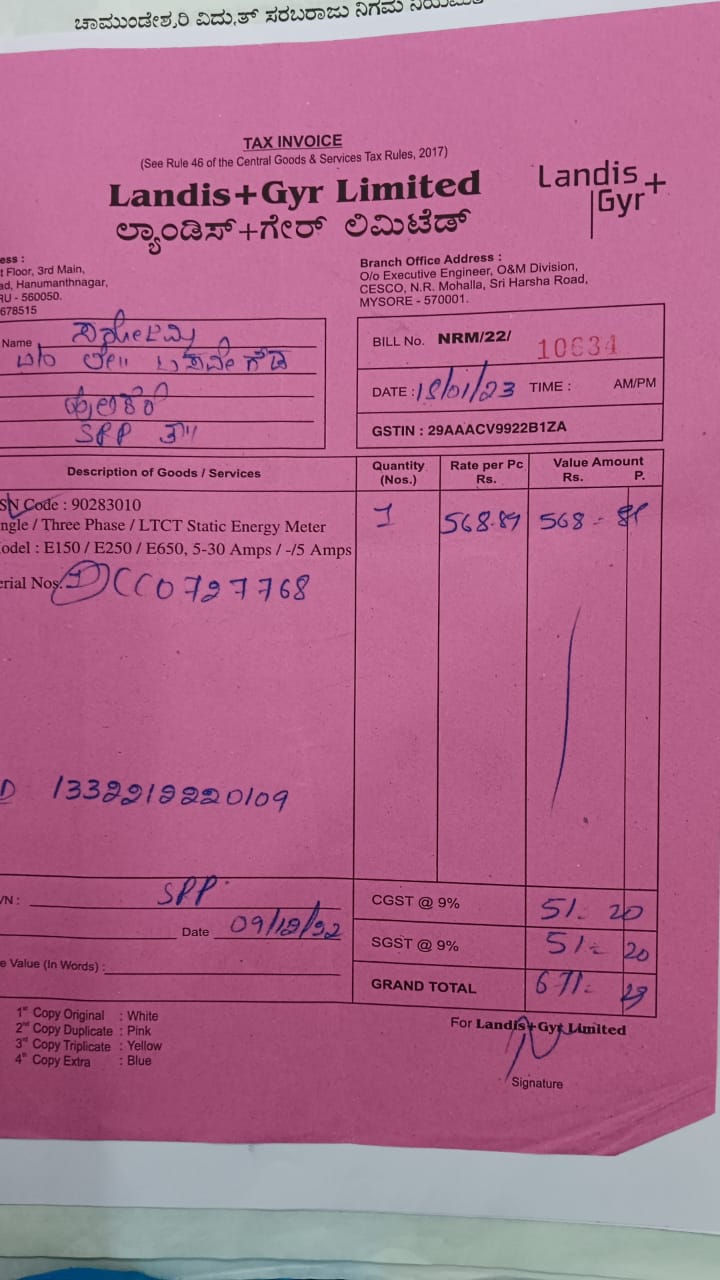 ಚಾಮುಂಡೇಶ್ವರಿ ವಿದ್ಯುತ್ ಸರಬರಾಜು ನಿಗಮ
TAX INVOICE
(See Rule 46 of the Central Goods & Services Tax Rules, 2017)
Landis+Gyr Limited
ಲ್ಯಾಂಡಿಸ್+ಗೇರ್ ಲಿಮಿಟೆಡ್
Landis+
Gyr
ess :
t Floor, 3rd Main,
ad, Hanumanthnagar,
RU - 560050.
678515
Branch Office Address :
O/o Executive Engineer, O&M Division,
CESCO, N.R. Mohalla, Sri Harsha Road,
MYSORE - 570001.
Name
SPP
BILL No. NRM/22/ 10634
DATE : 18/01/23 TIME : AM/PM
GSTIN : 29AAACV9922B1ZA
Description of Goods / Services Quantity (Nos.) Rate per Pc Rs. Value Amount Rs. P.
SN Code : 90283010
ngle / Three Phase / LTCT Static Energy Meter
odel : E150 / E250 / E650, 5-30 Amps / -/5 Amps
1 568.89 568 =
erial Nos. CC0727768
D 1332212220109
/N : SPP
Date 09/12/22
e Value (In Words) :
CGST @ 9% 51 = 20
SGST @ 9% 51 = 20
GRAND TOTAL 671 = 29
1st Copy Original : White
2nd Copy Duplicate : Pink
3rd Copy Triplicate : Yellow
4th Copy Extra : Blue
For Landis+Gyr Limited
Signature